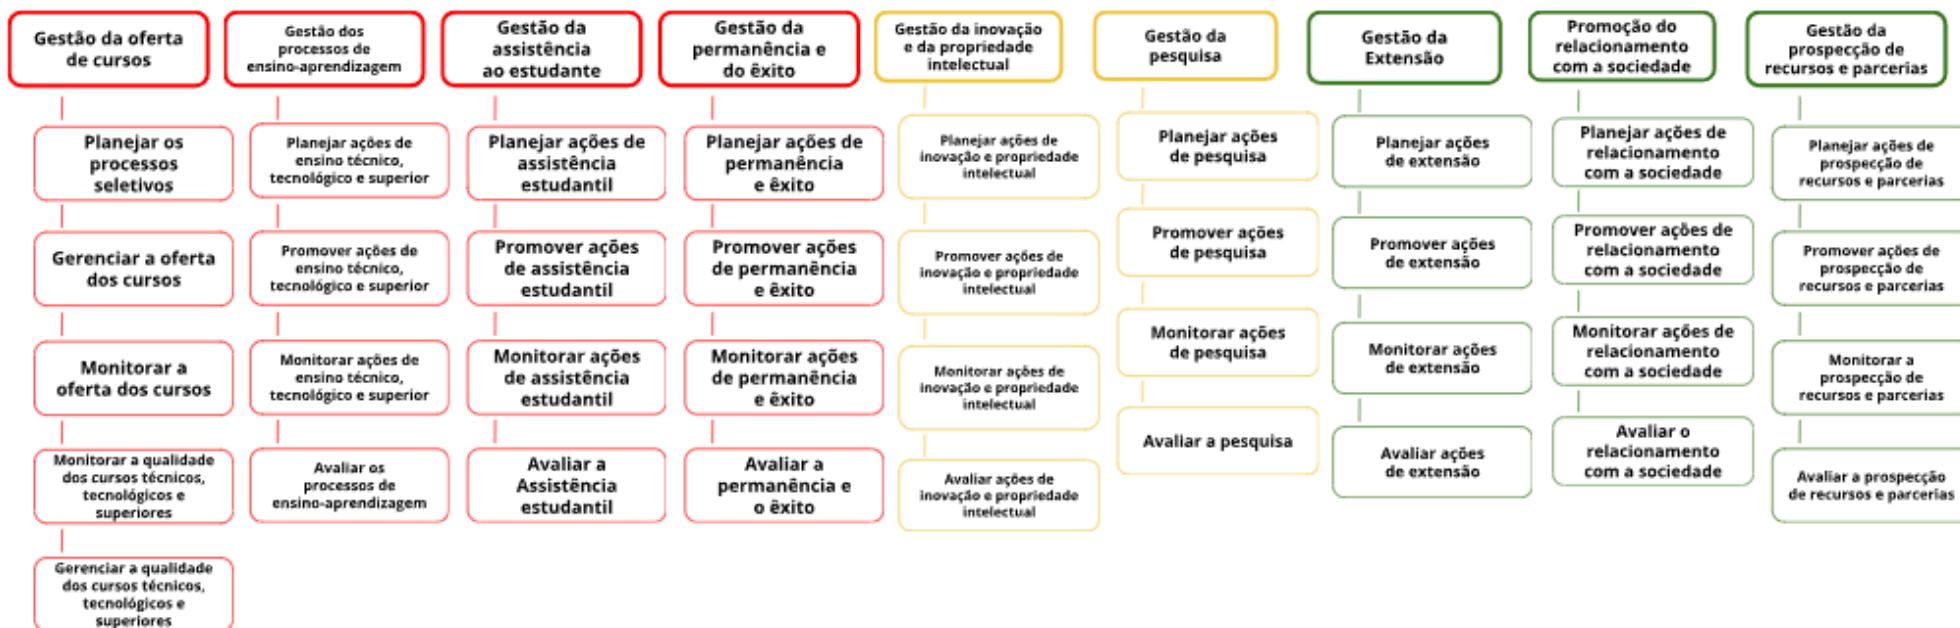 Gestão da oferta
de cursos
Planejar os
processos
seletivos
Gerenciar a oferta
dos cursos
Monitorar a
oferta dos cursos
Monitorar a qualidade
dos cursos técnicos,
tecnológicos e
superiores
Gerenciar a qualidade
dos cursos técnicos,
tecnológicos e
superiores
Gestão dos
processos de
ensino-aprendizagem
Planejar ações de
ensino técnico,
tecnológico e superior
Promover ações de
ensino técnico,
tecnológico e superior
Monitorar ações de
ensino técnico,
tecnológico e superior
Avaliar os
processos de
ensino-aprendizagem
Gestão da
assistência
ao estudante
Planejar ações de
assistência
estudantil
Promover ações
de assistência
estudantil
Monitorar ações
de assistência
estudantil
Avaliar a
Assistência
estudantil
Gestão da
permanência e
do êxito
Planejar ações de
permanência
e êxito
Promover ações
de permanência
e êxito
Monitorar ações
de permanência
e êxito
Avaliar a
permanência e
o êxito
Gestão da inovação
e da propriedade
intelectual
Planejar ações de
inovação e propriedade
intelectual
Promover ações de
inovação e propriedade
intelectual
Monitorar ações de
inovação e propriedade
intelectual
Avaliar ações de
inovação e propriedade
intelectual
Gestão da
pesquisa
Planejar ações
de pesquisa
Promover ações
de pesquisa
Monitorar ações
de pesquisa
Avaliar a pesquisa
Gestão da
Extensão
Planejar ações
de extensão
Promover ações
de extensão
Monitorar ações
de extensão
Avaliar ações
de extensão
Promoção do
relacionamento
com a sociedade
Planejar ações de
relacionamento
com a sociedade
Promover ações de
relacionamento
com a sociedade
Monitorar ações de
relacionamento
com a sociedade
Avaliar o
relacionamento
com a sociedade
Gestão da
prospecção de
recursos e parcerias
Planejar ações de
prospecção de
recursos e parcerias
Promover ações de
prospecção de
recursos e parcerias
Monitorar a
prospecção de
recursos e parcerias
Avaliar a prospecção
de recursos e parcerias